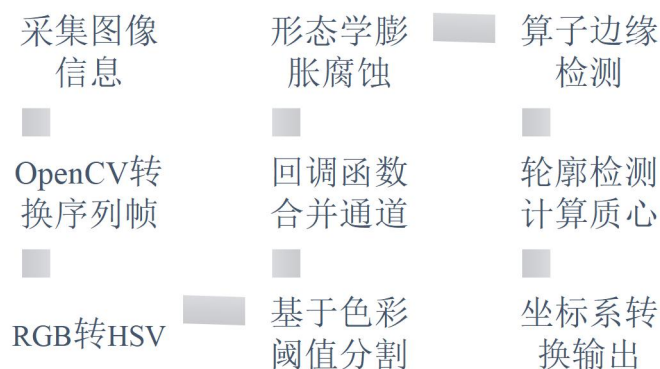 采集图像
信息
OpenCV转
换序列帧
RGB转HSV
基于色彩
阈值分割
回调函数
合并通道
形态学膨
胀腐蚀
算子边缘
检测
轮廓检测
计算质心
坐标系转
换输出